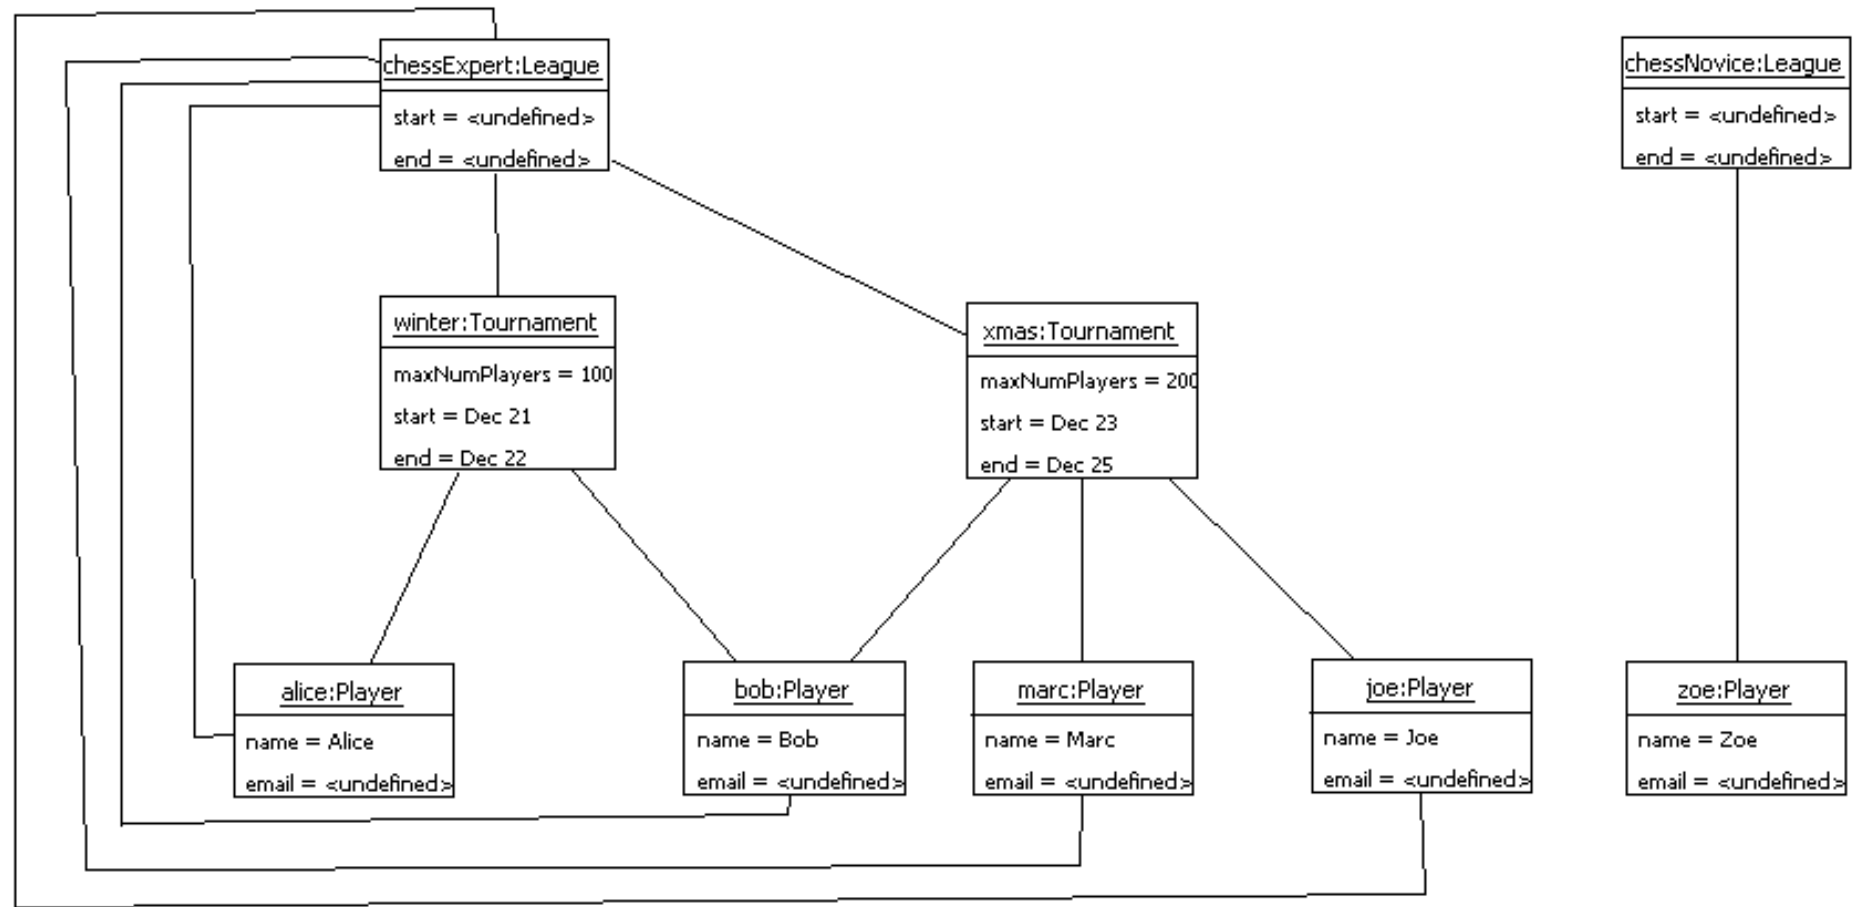 chessExpert:League
start = <undefined>
end = <undefined>
chessNovice:League
start = <undefined>
end = <undefined>
winter:Tournament
maxNumPlayers = 100
start = Dec 21
end = Dec 22
xmas:Tournament
maxNumPlayers = 200
start = Dec 23
end = Dec 25
alice:Player
name = Alice
email = <undefined>
bob:Player
name = Bob
email = <undefined>
marc:Player
name = Marc
email = <undefined>
joe:Player
name = Joe
email = <undefined>
zoe:Player
name = Zoe
email = <undefined>